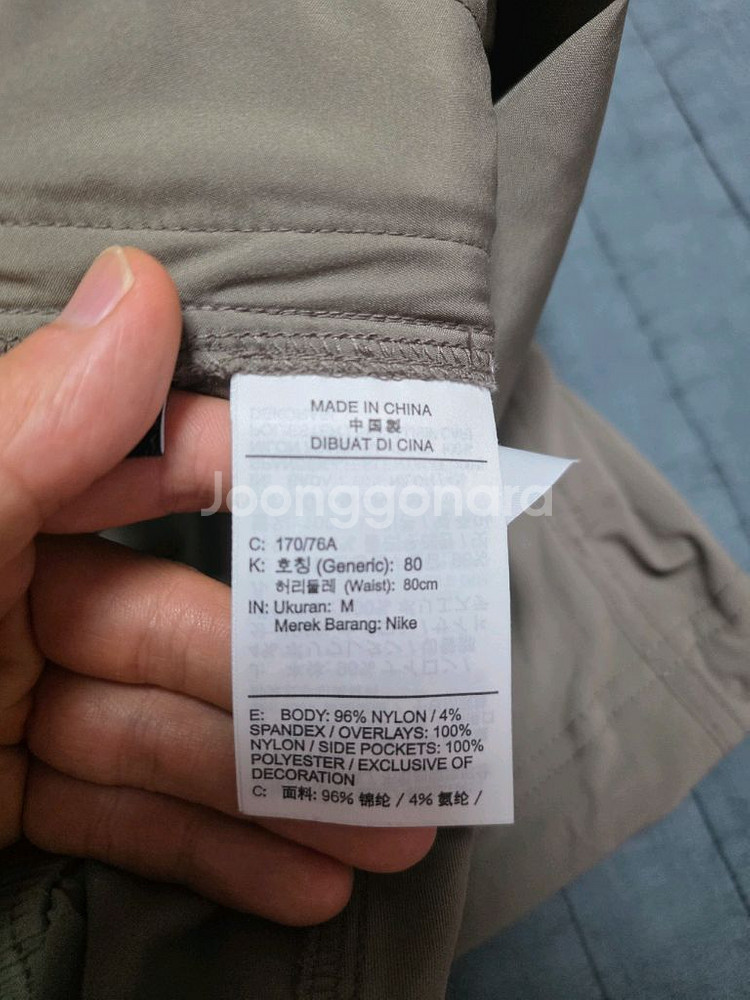 MADE IN CHINA
中国製
DIBUAT DI CINA
Joonggonara
C: 170/76A
K: 호칭 (Generic): 80
허리둘레 (Waist): 80cm
IN: Ukuran: M
Merek Barang: Nike
E: BODY: 96% NYLON / 4%
SPANDEX / OVERLAYS: 100%
NYLON / SIDE POCKETS: 100%
POLYESTER / EXCLUSIVE OF
DECORATION
C: 面料: 96% 锦纶 / 4% 氨纶 /